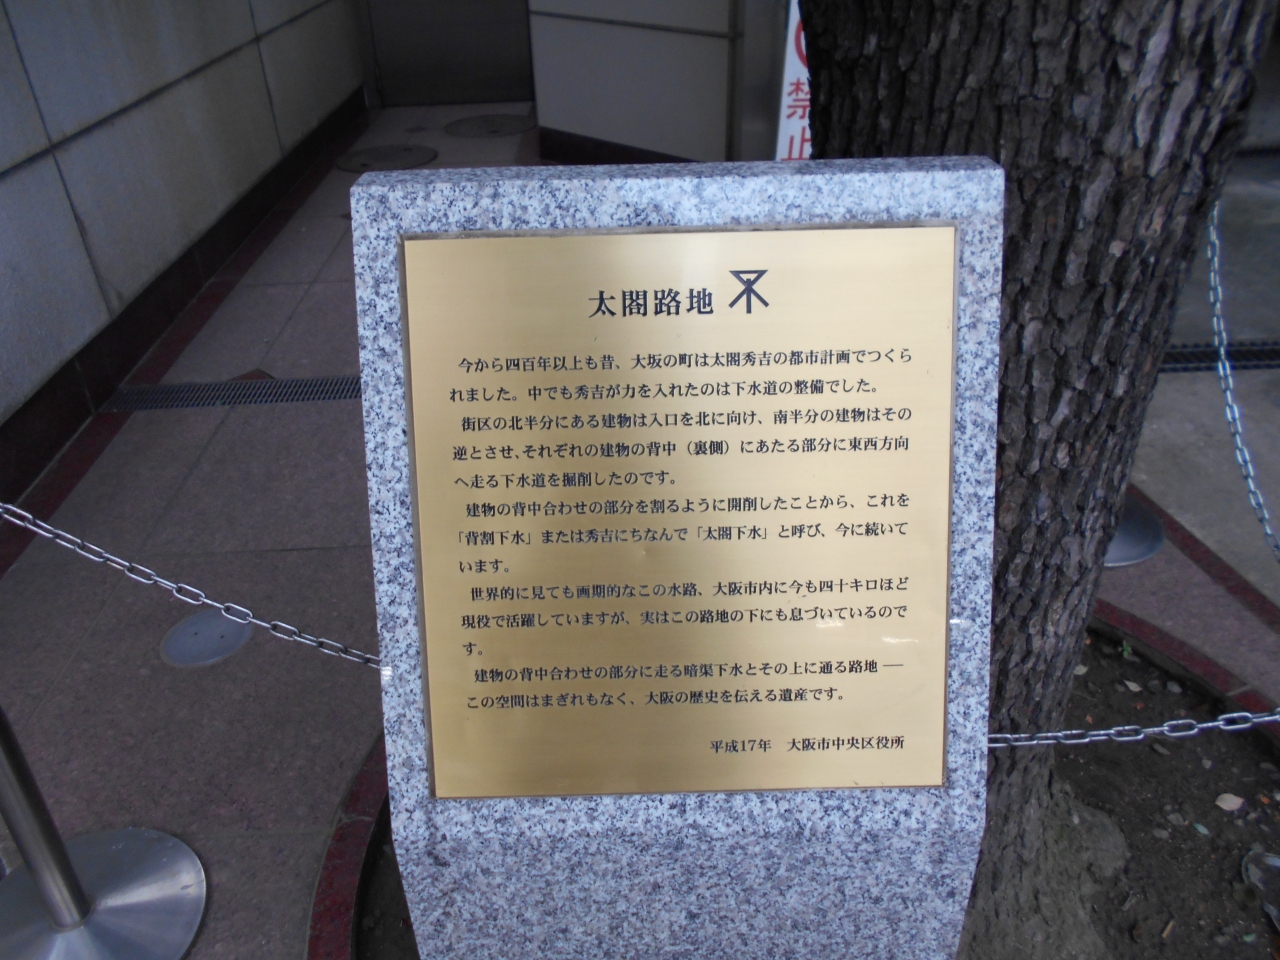 禁止
太閤路地
今から四百年以上も昔、大坂の町は太閤秀吉の都市計画でつくら
れました。中でも秀吉が力を入れたのは下水道の整備でした。
街区の北半分にある建物は入口を北に向け、南半分の建物はその
逆とさせ、それぞれの建物の背中（裏側）にあたる部分に東西方向
へ走る下水道を掘削したのです。
建物の背中合わせの部分を割るように開削したことから、これを
「背割下水」または秀吉にちなんで「太閤下水」と呼び、今に続いて
います。
世界的に見ても画期的なこの水路、大阪市内に今も四十キロほど
現役で活躍していますが、実はこの路地の下にも息づいているので
す。
建物の背中合わせの部分に走る暗渠下水とその上に通る路地 ──
この空間はまぎれもなく、大阪の歴史を伝える遺産です。
平成17年　大阪市中央区役所